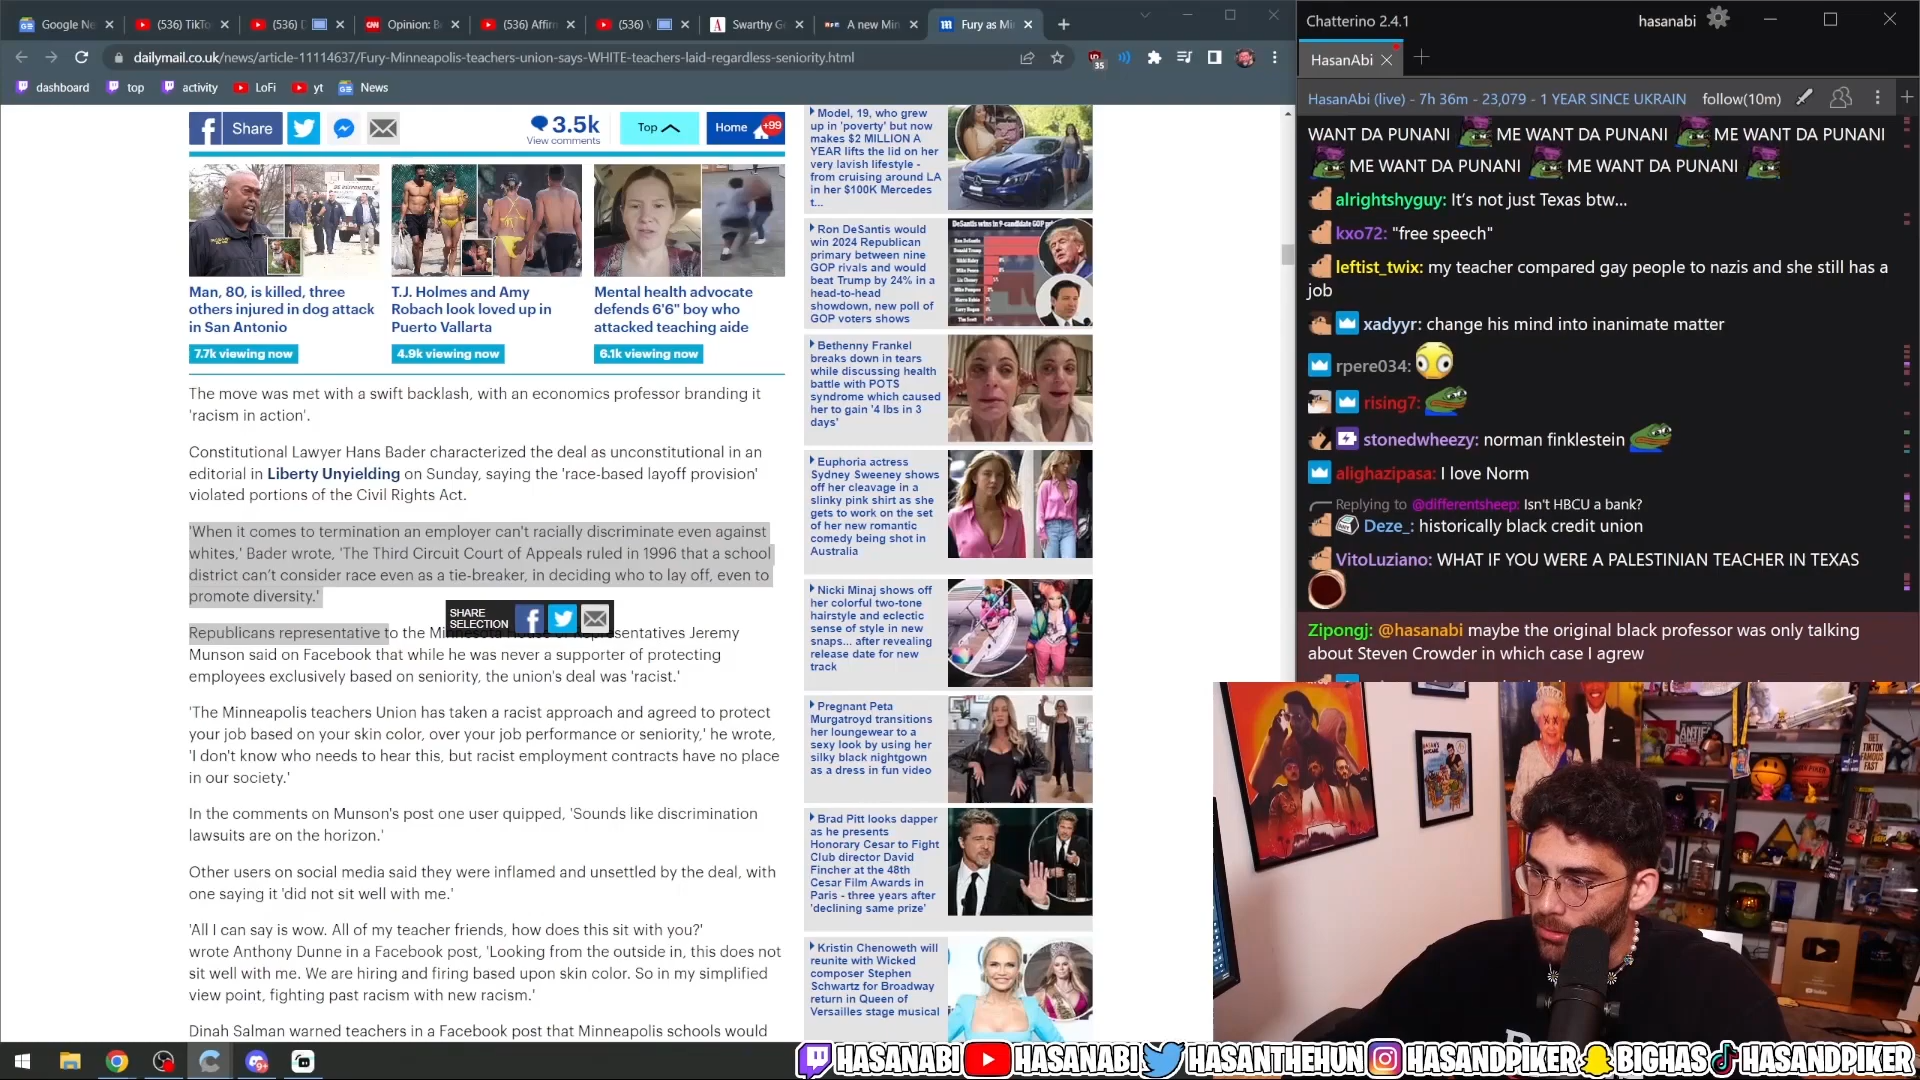 Google Ne
(536) TikTo
(536) D
Opinion: B
(535) Affirr
(536) V
Swarthy G
A new Min
Fury as Mi
dailymail.co.uk/news/article-11114637/Fury-Minneapolis-teachers-union-says-WHITE-teachers-laid-regardless-seniority.html
35
dashboard
top
activity
LoFi
yt
News
Share
3.5k
View comments
Top
Home
+99
Man, 80, is killed, three
others injured in dog attack
in San Antonio
7.7k viewing now
T.J. Holmes and Amy
Robach look loved up in
Puerto Vallarta
4.9k viewing now
Mental health advocate
defends 6'6" boy who
attacked teaching aide
6.1k viewing now
The move was met with a swift backlash, with an economics professor branding it
'racism in action'.
Constitutional Lawyer Hans Bader characterized the deal as unconstitutional in an
editorial in Liberty Unyielding on Sunday, saying the 'race-based layoff provision'
violated portions of the Civil Rights Act.
'When it comes to termination an employer can't racially discriminate even against
whites,' Bader wrote, 'The Third Circuit Court of Appeals ruled in 1996 that a school
district can't consider race even as a tie-breaker, in deciding who to lay off, even to
promote diversity.'
SHARE
SELECTION
Republicans representative to the Minnesota House of Representatives Jeremy
Munson said on Facebook that while he was never a supporter of protecting
employees exclusively based on seniority, the union's deal was 'racist.'
'The Minneapolis teachers Union has taken a racist approach and agreed to protect
your job based on your skin color, over your job performance or seniority,' he wrote,
'I don't know who needs to hear this, but racist employment contracts have no place
in our society.'
In the comments on Munson's post one user quipped, 'Sounds like discrimination
lawsuits are on the horizon.'
Other users on social media said they were inflamed and unsettled by the deal, with
one saying it 'did not sit well with me.'
'All I can say is wow. All of my teacher friends, how does this sit with you?'
wrote Anthony Dunne in a Facebook post, 'Looking from the outside in, this does not
sit well with me. We are hiring and firing based upon skin color. So in my simplified
view point, fighting past racism with new racism.'
Dinah Salman warned teachers in a Facebook post that Minneapolis schools would
Model, 19, who grew
up in 'poverty' but now
makes $2 MILLION A
YEAR lifts the lid on her
very lavish lifestyle -
from cruising around LA
in her $100K Mercedes
t...
Ron DeSantis would
win 2024 Republican
primary between nine
GOP rivals and would
beat Trump by 24% in a
head-to-head
showdown, new poll of
GOP voters shows
DeSantis wins in 9-candidate GOP
Bethenny Frankel
breaks down in tears
while discussing health
battle with POTS
syndrome which caused
her to gain '4 lbs in 3
days'
Euphoria actress
Sydney Sweeney shows
off her cleavage in a
slinky pink shirt as she
gets to work on the set
of her new romantic
comedy being shot in
Australia
Nicki Minaj shows off
her colorful two-tone
hairstyle and eclectic
sense of style in new
snaps... after revealing
release date for new
track
Pregnant Peta
Murgatroyd transitions
her loungewear to a
sexy look by using her
silky black nightgown
as a dress in fun video
Brad Pitt looks dapper
as he presents
Honorary Cesar to Fight
Club director David
Fincher at the 48th
Cesar Film Awards in
Paris - three years after
'declining same prize'
Kristin Chenoweth will
reunite with Wicked
composer Stephen
Schwartz for Broadway
return in Queen of
Versailles stage musical
Chatterino 2.4.1
hasanabi
HasanAbi
HasanAbi (live) - 7h 36m - 23,079 - 1 YEAR SINCE UKRAIN
follow(10m)
WANT DA PUNANI ME WANT DA PUNANI ME WANT DA PUNANI
ME WANT DA PUNANI ME WANT DA PUNANI
alrightshyguy: It's not just Texas btw...
kxo72: "free speech"
leftist_twix: my teacher compared gay people to nazis and she still has a
job
xadyyr: change his mind into inanimate matter
rpere034:
rising7:
stonedwheezy: norman finklestein
alighazipasa: I love Norm
Replying to @differentsheep: Isn't HBCU a bank?
Deze_: historically black credit union
VitoLuziano: WHAT IF YOU WERE A PALESTINIAN TEACHER IN TEXAS
Zipongj: @hasanabi maybe the original black professor was only talking
about Steven Crowder in which case I agrew
GET
TIKTOK
FAMOUS
FAST
HASANABI
HASANABI
HASANTHEHUN
HASANDPIKER
BIGHAS
HASANDPIKER